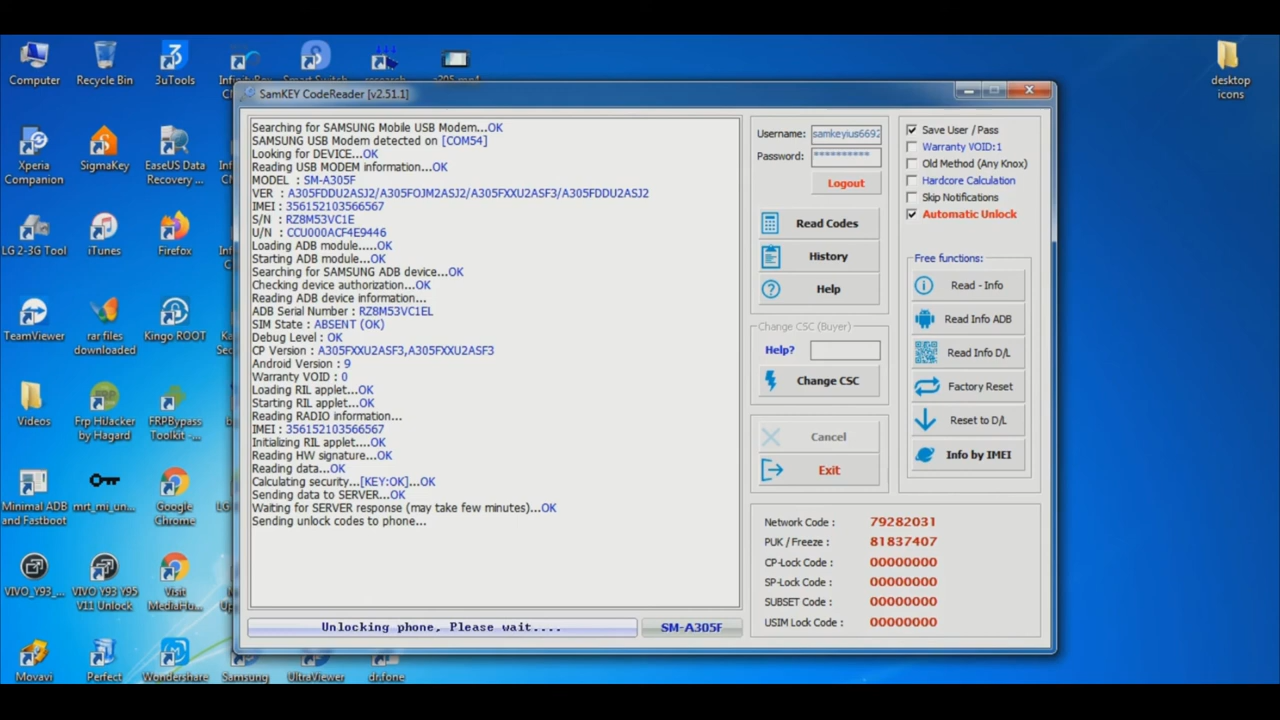 Computer
Recycle Bin
3uTools
Smart Switch
a305.mp4
desktop
icons
Xperia
Companion
SigmaKey
EaseUS Data
Recovery ...
LG 2-3G Tool
iTunes
Firefox
TeamViewer
rar files
downloaded
Kingo ROOT
Videos
Frp HiJacker
by Hagard
FRPBypass
Toolkit -...
Minimal ADB
and Fastboot
mrt_mii_un...
Google
Chrome
VIVO_Y93_...
VIVO Y93 Y95
V11 Unlock
Visit
MediaFu...
Movavi
Perfect
Wondershare
Samsung
UltraViewer
drfone
SamKEY CodeReader [v2.51.1]
Searching for SAMSUNG Mobile USB Modem...OK
SAMSUNG USB Modem detected on [COM54]
Looking for DEVICE...OK
Reading USB MODEM information...OK
MODEL : SM-A305F
VER : A305FDDU2ASJ2/A305FOJM2ASJ2/A305FXXU2ASF3/A305FDDU2ASJ2
IMEI : 356152103566567
S/N : RZ8M53VC1E
U/N : CCU000ACF4E9446
Loading ADB module.....OK
Starting ADB module...OK
Searching for SAMSUNG ADB device...OK
Checking device authorization...OK
Reading ADB device information...
ADB Serial Number : RZ8M53VC1EL
SIM State : ABSENT (OK)
Debug Level : OK
CP Version : A305FXXU2ASF3,A305FXXU2ASF3
Android Version : 9
Warranty VOID : 0
Loading RIL applet...OK
Starting RIL applet...OK
Reading RADIO information...
IMEI : 356152103566567
Initializing RIL applet....OK
Reading HW signature...OK
Reading data...OK
Calculating security...[KEY:OK]...OK
Sending data to SERVER...OK
Waiting for SERVER response (may take few minutes)...OK
Sending unlock codes to phone...
Unlocking phone, Please wait....
SM-A305F
Username: samkeyius6692
Password: **********
Logout
Read Codes
History
Help
Change CSC (Buyer)
Help?
Change CSC
Cancel
Exit
Save User / Pass
Warranty VOID:1
Old Method (Any Knox)
Hardcore Calculation
Skip Notifications
Automatic Unlock
Free functions:
Read - Info
Read Info ADB
Read Info D/L
Factory Reset
Reset to D/L
Info by IMEI
Network Code : 79282031
PUK / Freeze : 81837407
CP-Lock Code : 00000000
SP-Lock Code : 00000000
SUBSET Code : 00000000
USIM Lock Code : 00000000